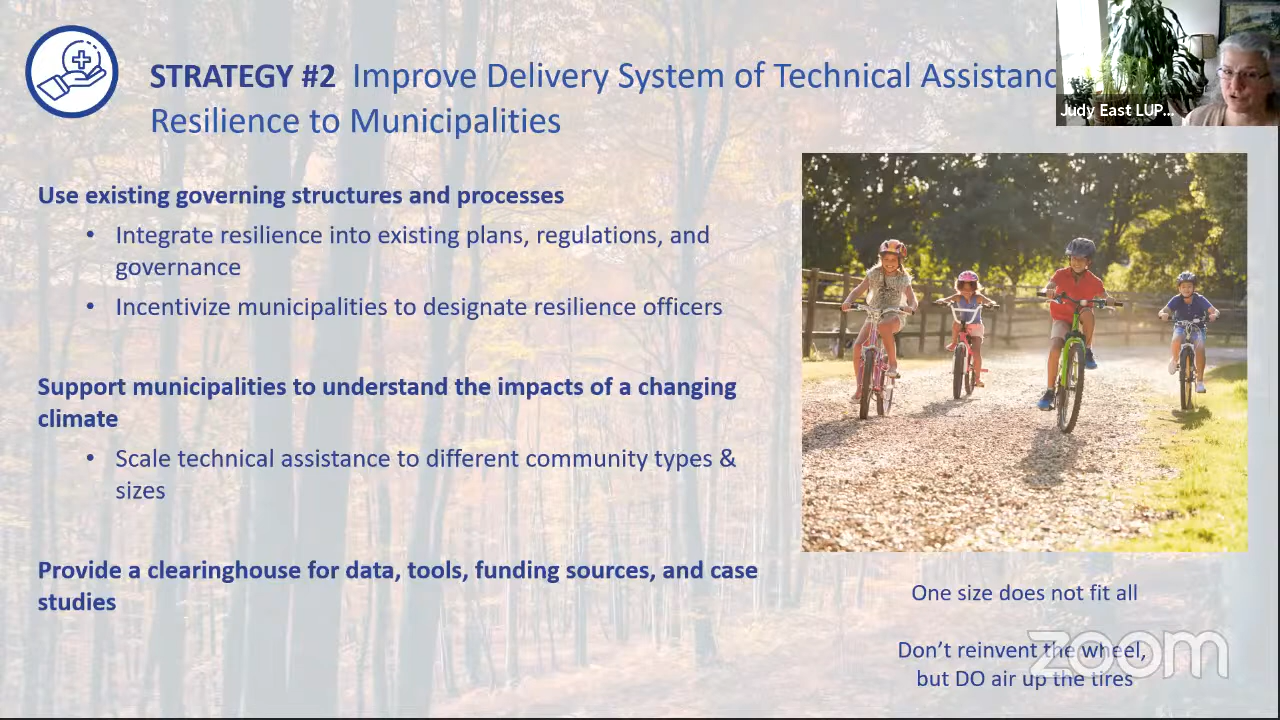 STRATEGY #2 Improve Delivery System of Technical Assistanc
Resilience to Municipalities
Judy East LUP...
Use existing governing structures and processes
• Integrate resilience into existing plans, regulations, and
governance
• Incentivize municipalities to designate resilience officers
Support municipalities to understand the impacts of a changing
climate
• Scale technical assistance to different community types &
sizes
Provide a clearinghouse for data, tools, funding sources, and case
studies
One size does not fit all
Don't reinvent the wheel,
but DO air up the tires
zoom